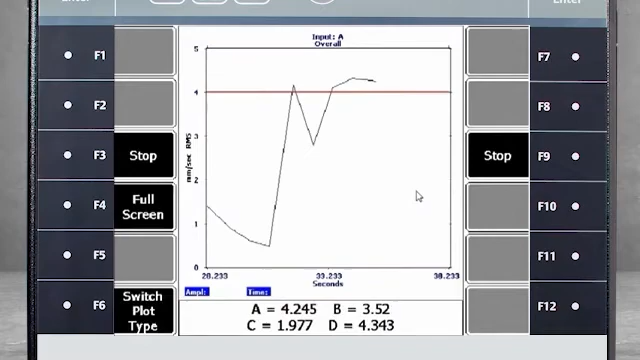 Enter
Enter
F1
F2
F3
F4
F5
F6
Stop
Full
Screen
Switch
Plot
Type
Input: A
Overall
5
4
3
2
1
0
mm/sec RMS
28.233
33.233
38.233
Seconds
Ampl:
Time:
A = 4.245 B = 3.52
C = 1.977 D = 4.343
Stop
F7
F8
F9
F10
F11
F12